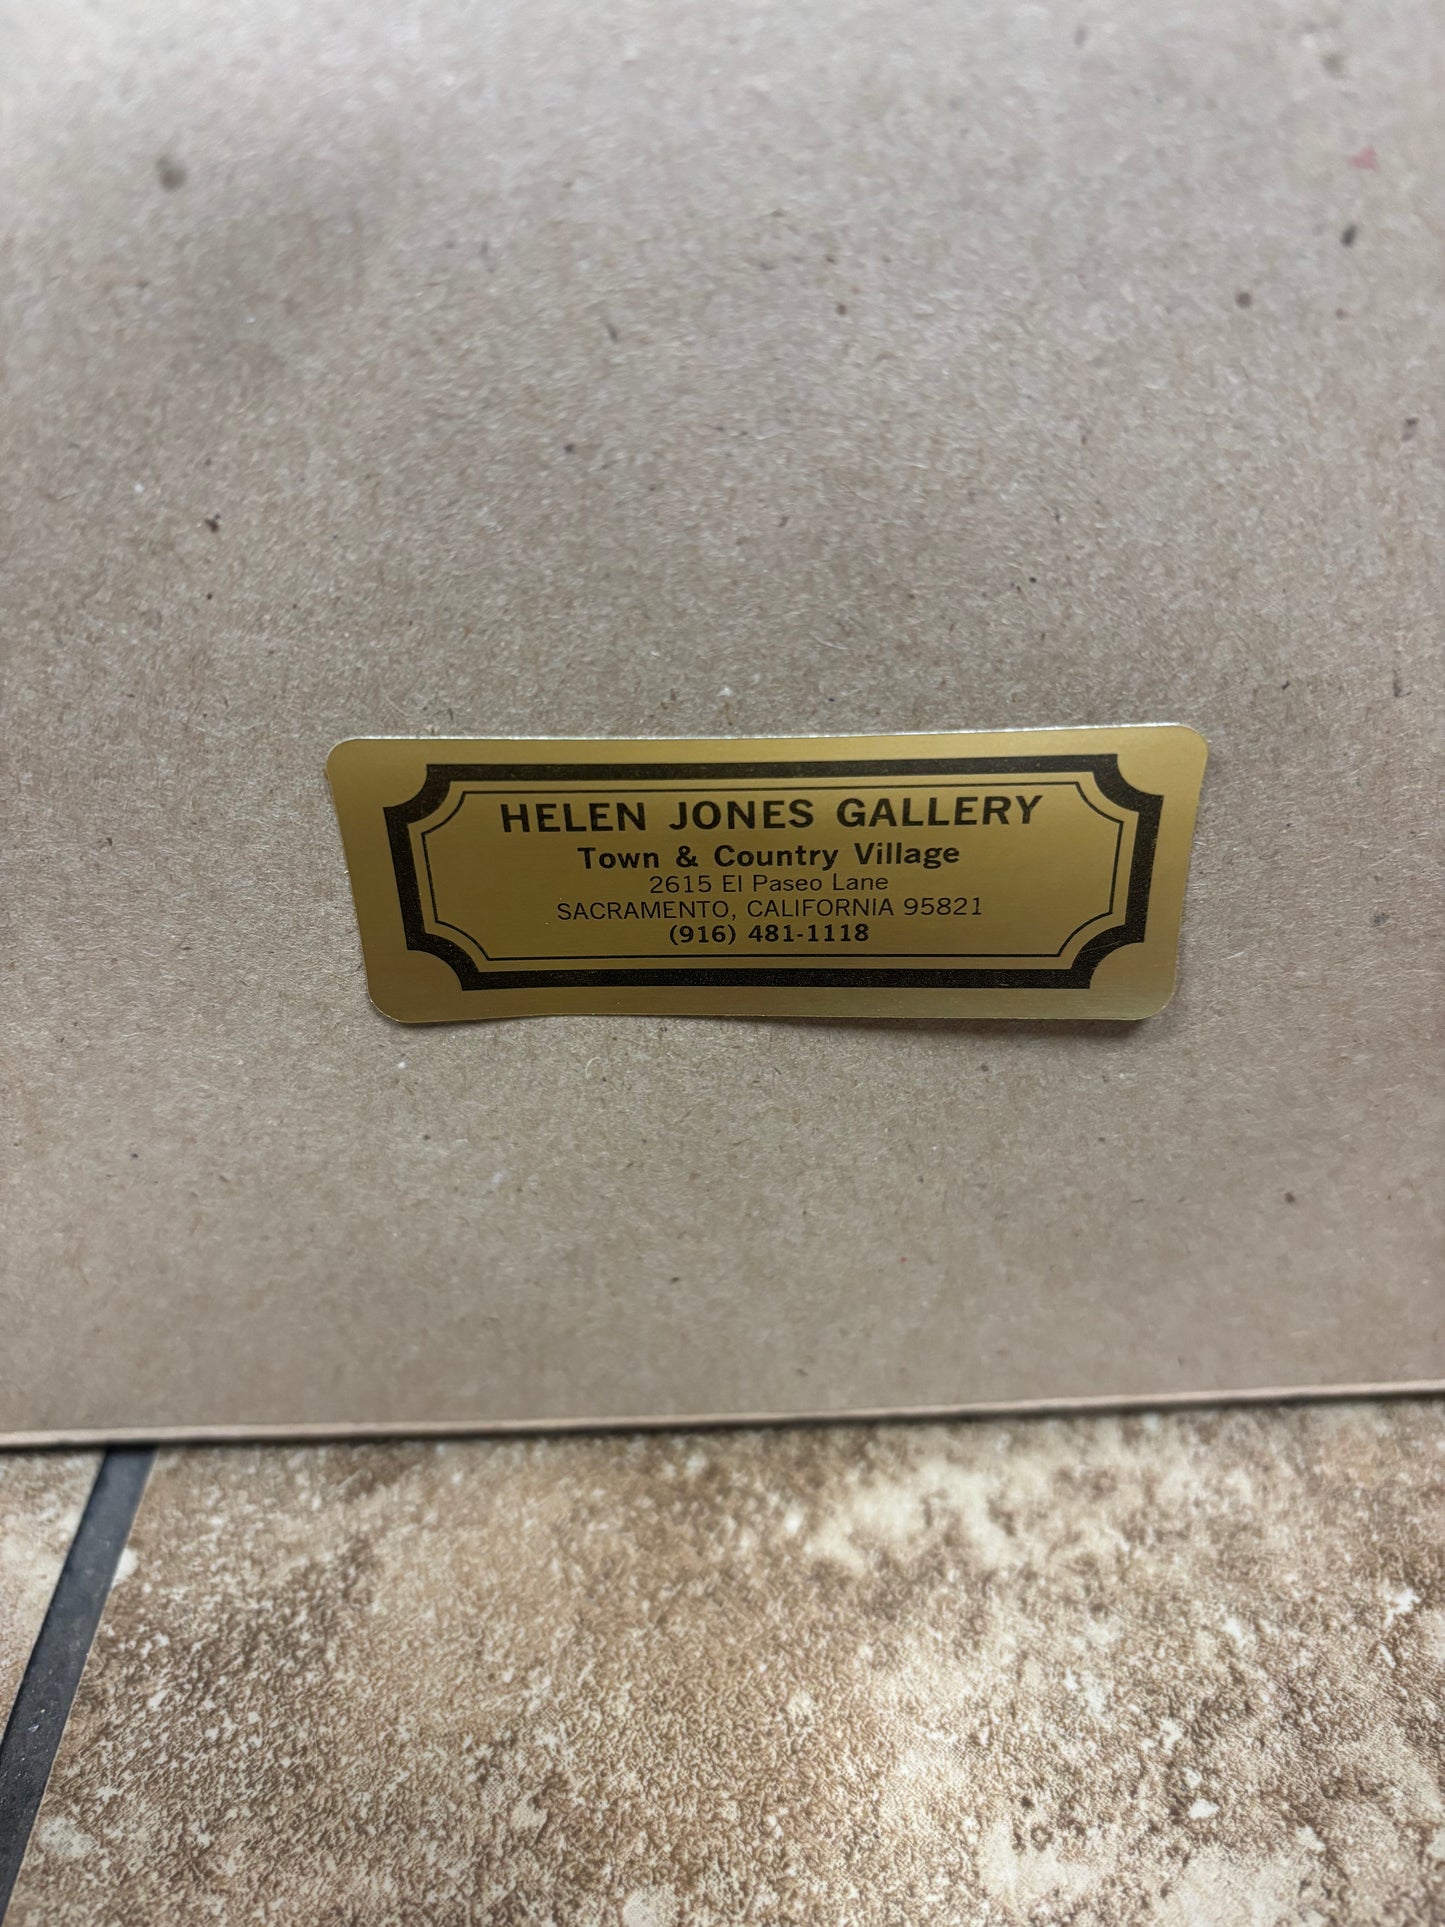 HELEN JONES GALLERY
Town & Country Village
2615 El Paseo Lane
SACRAMENTO, CALIFORNIA 95821
(916) 481-1118